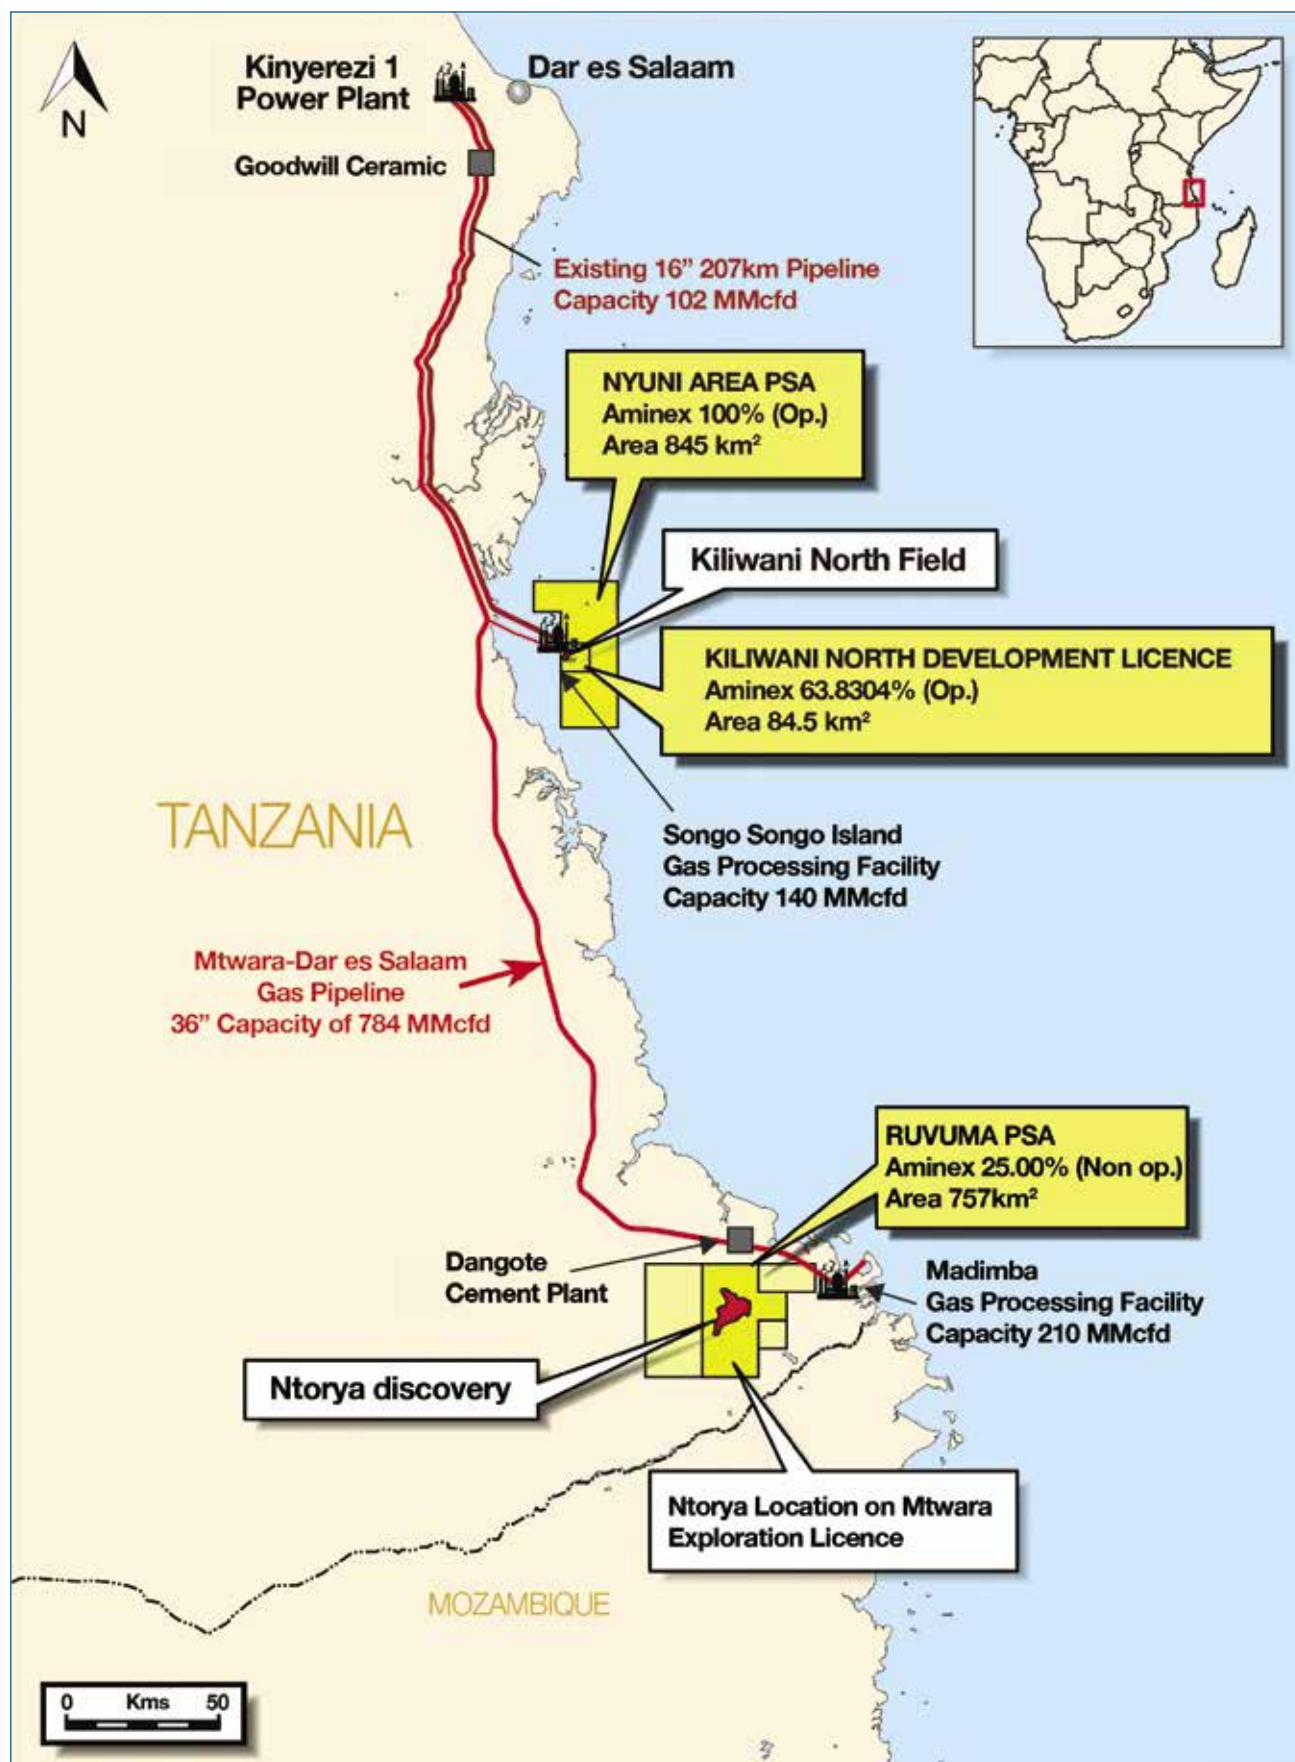 Kinyerezi 1
Power Plant
Dar es Salaam
N
Goodwill Ceramic
Existing 16” 207km Pipeline
Capacity 102 MMcfd
NYUNI AREA PSA
Aminex 100% (Op.)
Area 845 km²
Kiliwani North Field
KILIWANI NORTH DEVELOPMENT LICENCE
Aminex 63.8304% (Op.)
Area 84.5 km²
TANZANIA
Songo Songo Island
Gas Processing Facility
Capacity 140 MMcfd
Mtwara-Dar es Salaam
Gas Pipeline
36” Capacity of 784 MMcfd
RUVUMA PSA
Aminex 25.00% (Non op.)
Area 757km²
Dangote
Cement Plant
Madimba
Gas Processing Facility
Capacity 210 MMcfd
Ntorya discovery
Ntorya Location on Mtwara
Exploration Licence
MOZAMBIQUE
0 Kms 50